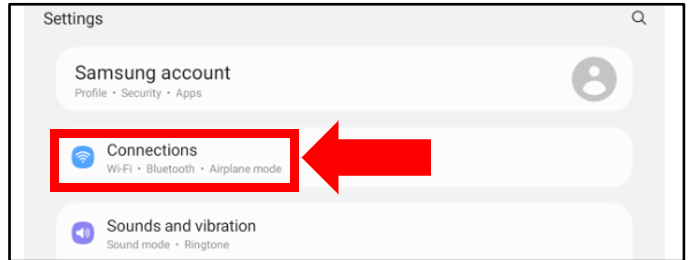 Settings
Samsung account
Profile • Security • Apps
Connections
Wi-Fi • Bluetooth • Airplane mode
Sounds and vibration
Sound mode • Ringtone